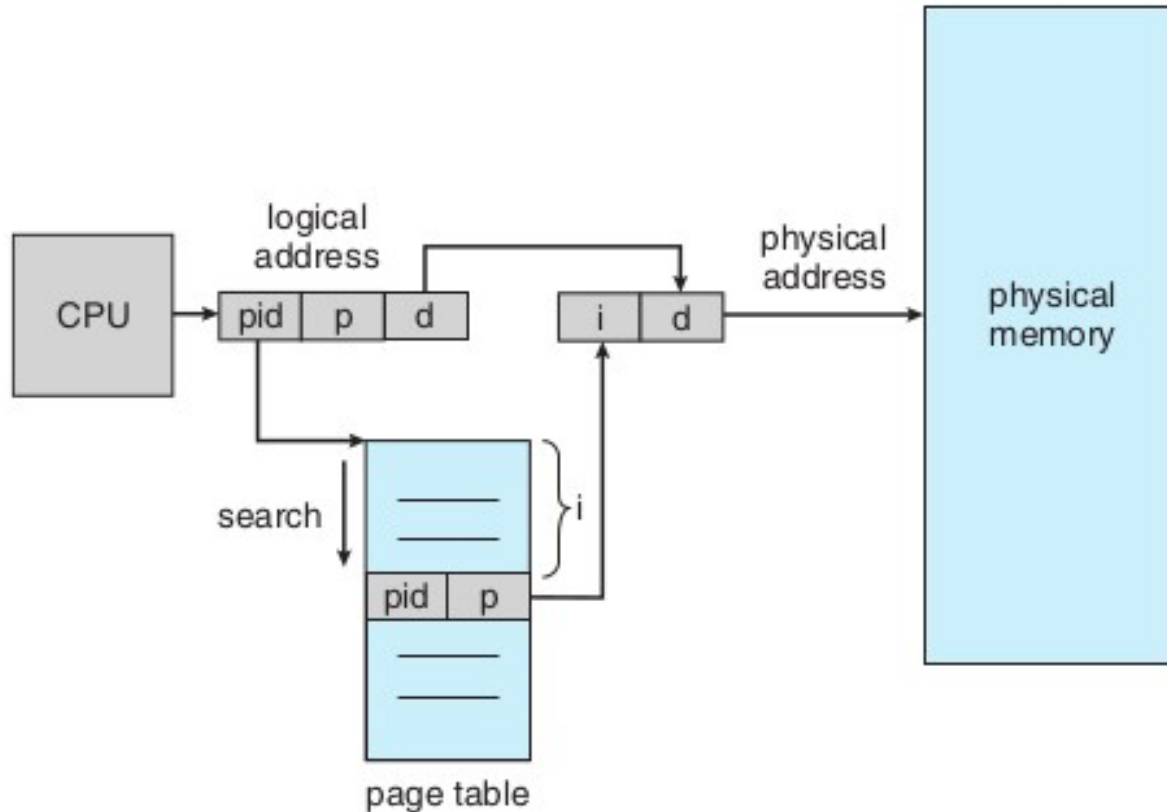 logical
address
CPU
pid p d
i d
physical
address
physical
memory
search
i
pid p
page table